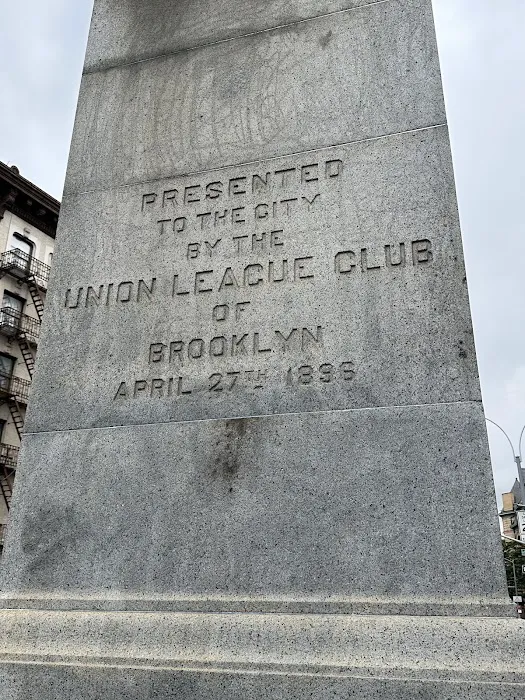 PRESENTED
TO THE CITY
BY THE
UNION LEAGUE CLUB
OF
BROOKLYN
APRIL 27TH 1896